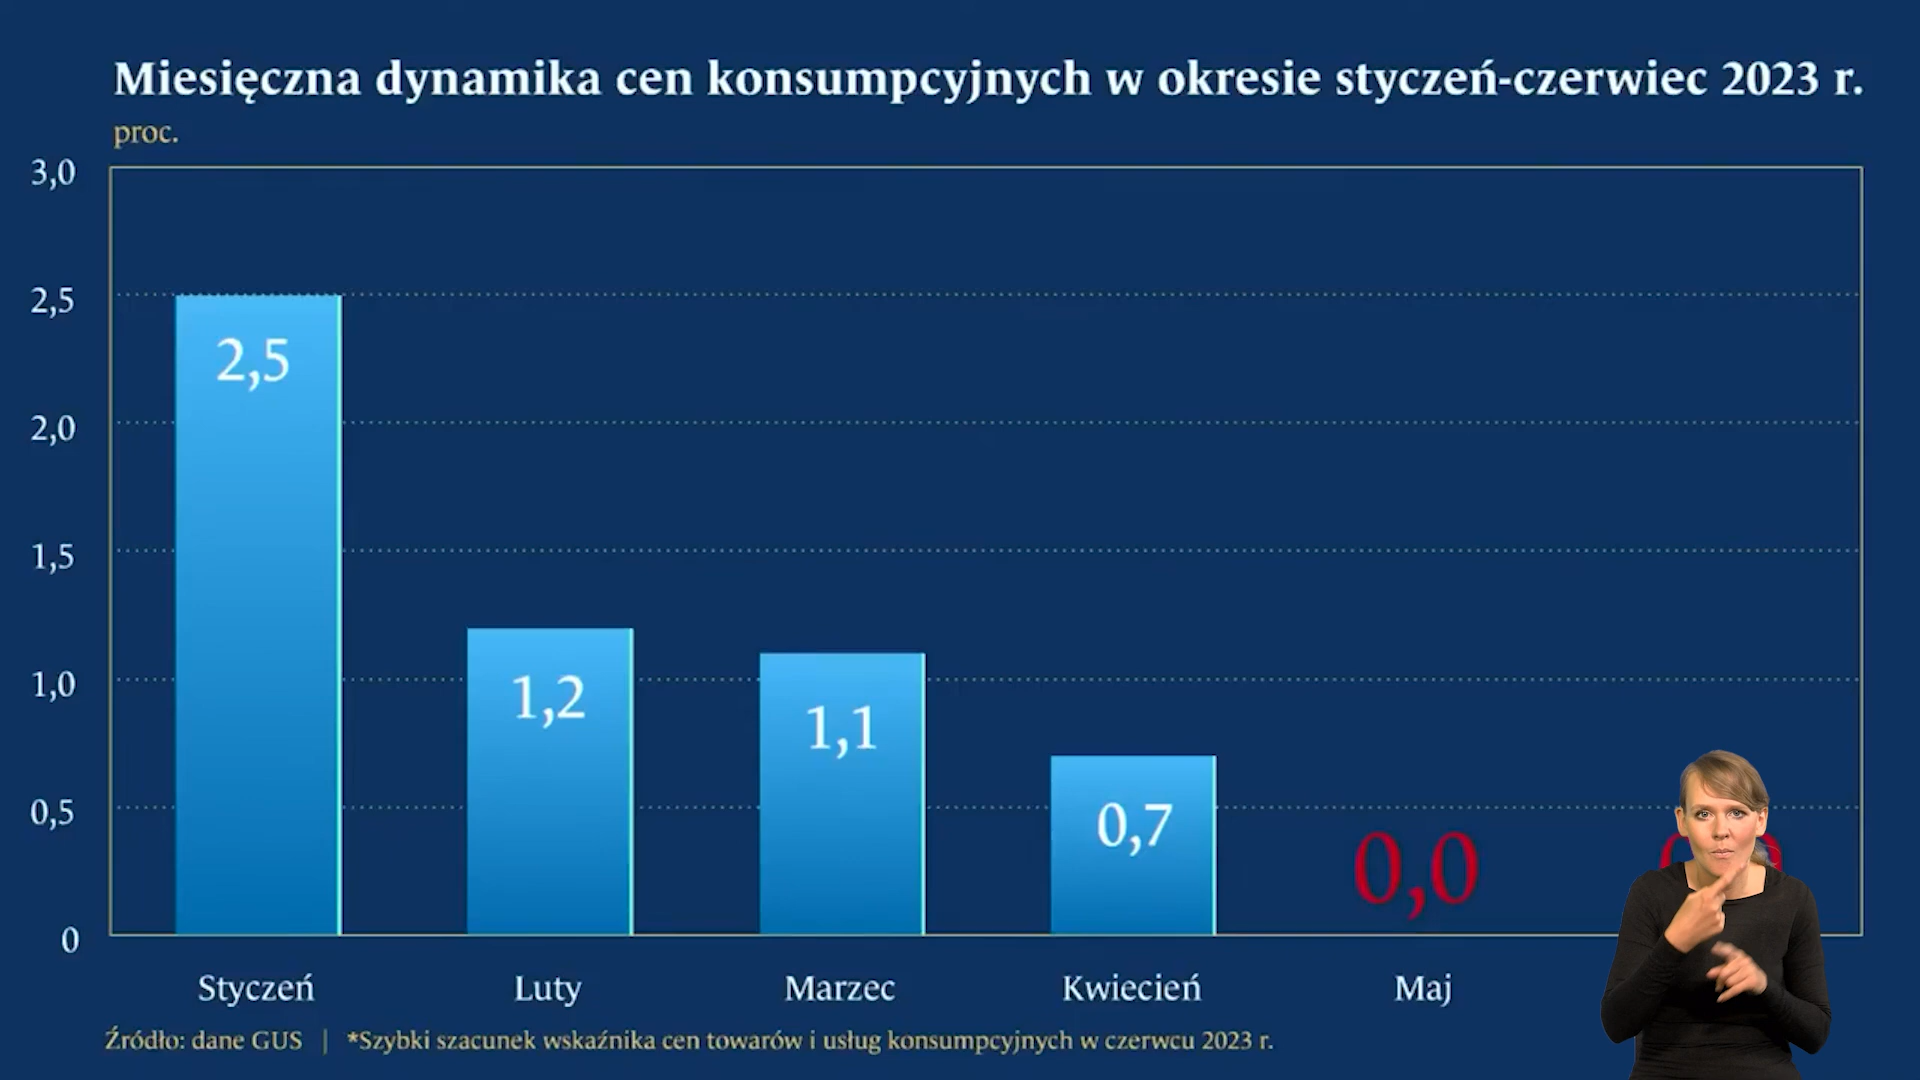 Miesięczna dynamika cen konsumpcyjnych w okresie styczeń-czerwiec 2023 r.
proc.
3,0
2,5
2,0
1,5
1,0
0,5
0
2,5
1,2
1,1
0,7
0,0
Styczeń
Luty
Marzec
Kwiecień
Maj
Źródło: dane GUS | *Szybki szacunek wskaźnika cen towarów i usług konsumpcyjnych w czerwcu 2023 r.